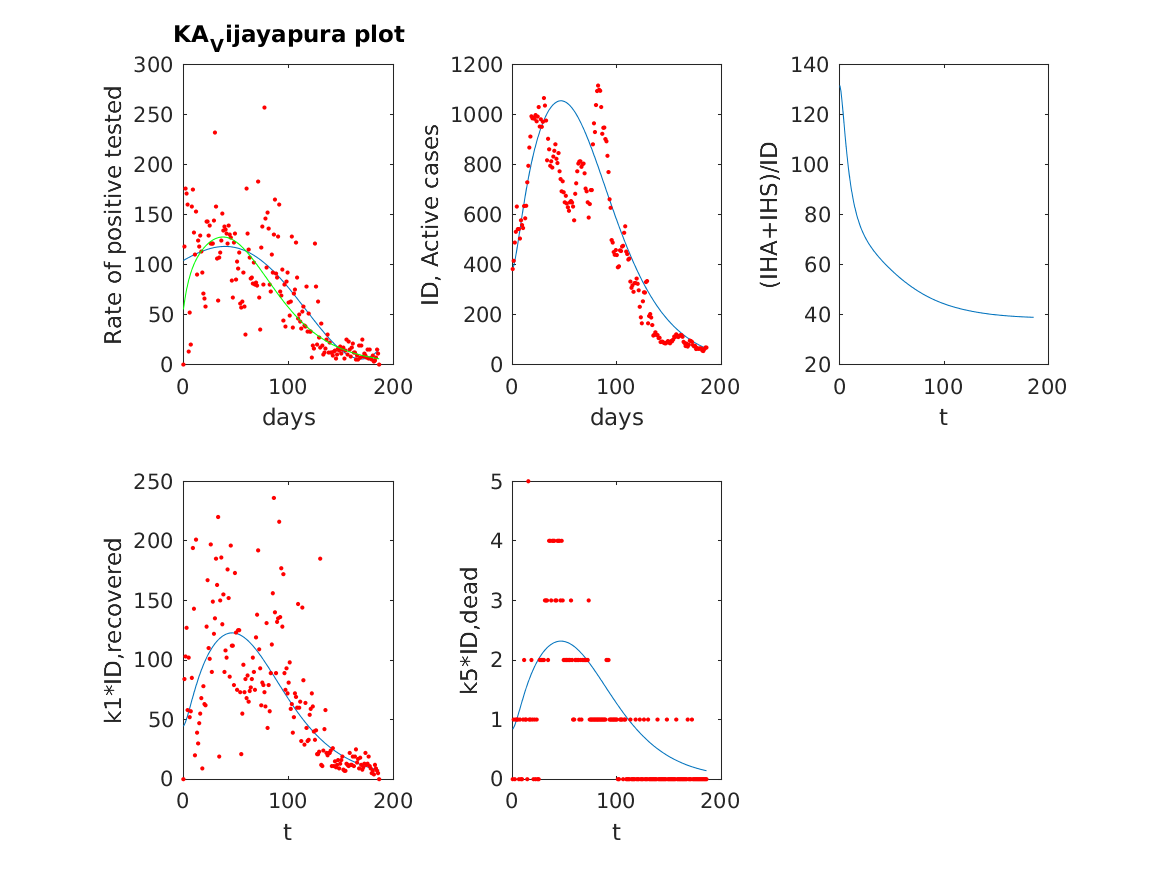 KA_Vijayapura plot
300
250
200
150
100
50
0
0 100 200
days
Rate of positive tested
1200
1000
800
600
400
200
0
0 100 200
days
ID, Active cases
140
120
100
80
60
40
20
0 100 200
t
(IHA+IHS)/ID
250
200
150
100
50
0
0 100 200
t
k1*ID,recovered
5
4
3
2
1
0
0 100 200
t
k5*ID,dead